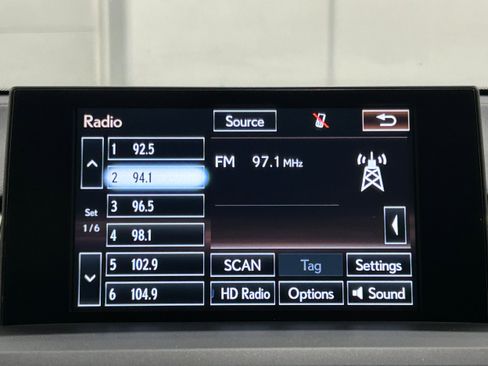 Radio
Source
1 92.5
2 94.1
3 96.5
4 98.1
5 102.9
6 104.9
Set
1/6
FM 97.1 MHz
SCAN
Tag
Settings
HD Radio
Options
Sound